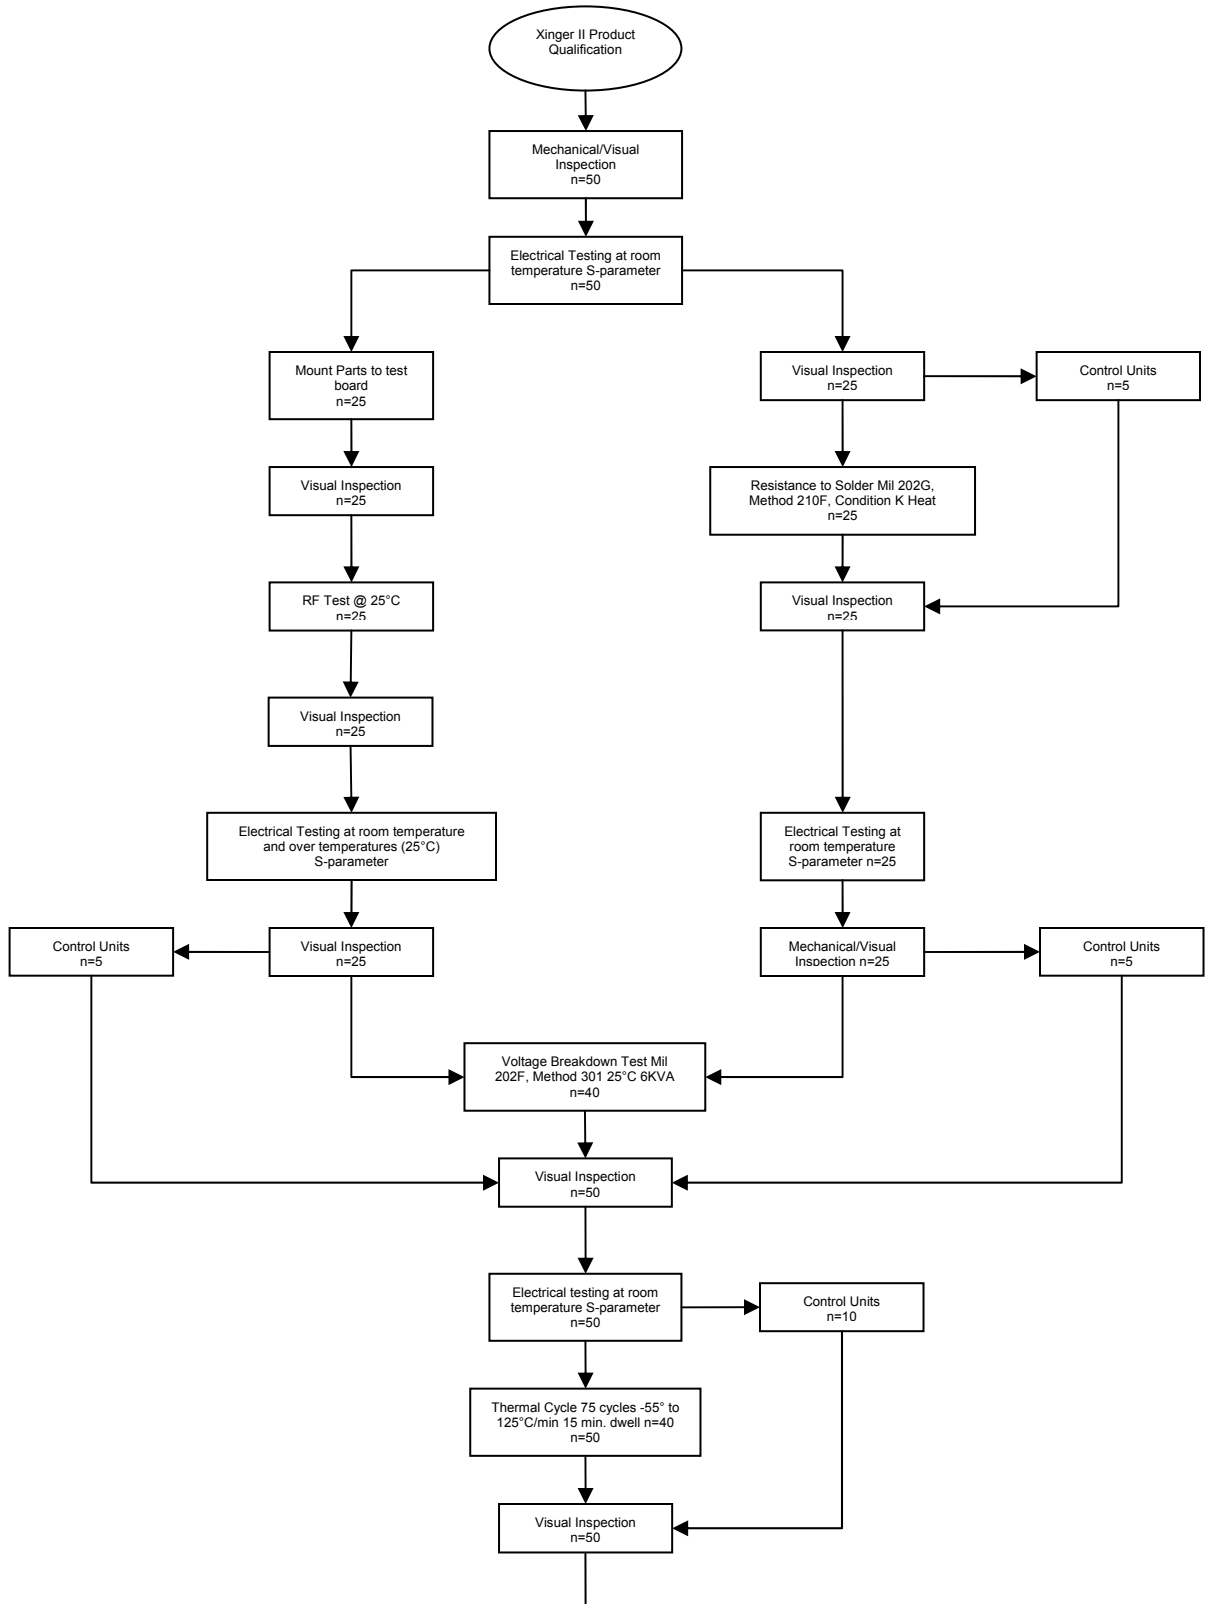 Xinger II Product
Qualification
Mechanical/Visual
Inspection
n=50
Electrical Testing at room
temperature S-parameter
n=50
Mount Parts to test
board
n=25
Visual Inspection
n=25
Control Units
n=5
Visual Inspection
n=25
Resistance to Solder Mil 202G,
Method 210F, Condition K Heat
n=25
RF Test @ 25°C
n=25
Visual Inspection
n=25
Visual Inspection
n=25
Electrical Testing at room temperature
and over temperatures (25°C)
S-parameter
Electrical Testing at
room temperature
S-parameter n=25
Control Units
n=5
Visual Inspection
n=25
Mechanical/Visual
Inspection n=25
Control Units
n=5
Voltage Breakdown Test Mil
202F, Method 301 25°C 6KVA
n=40
Visual Inspection
n=50
Electrical testing at room
temperature S-parameter
n=50
Control Units
n=10
Thermal Cycle 75 cycles -55° to
125°C/min 15 min. dwell n=40
n=50
Visual Inspection
n=50